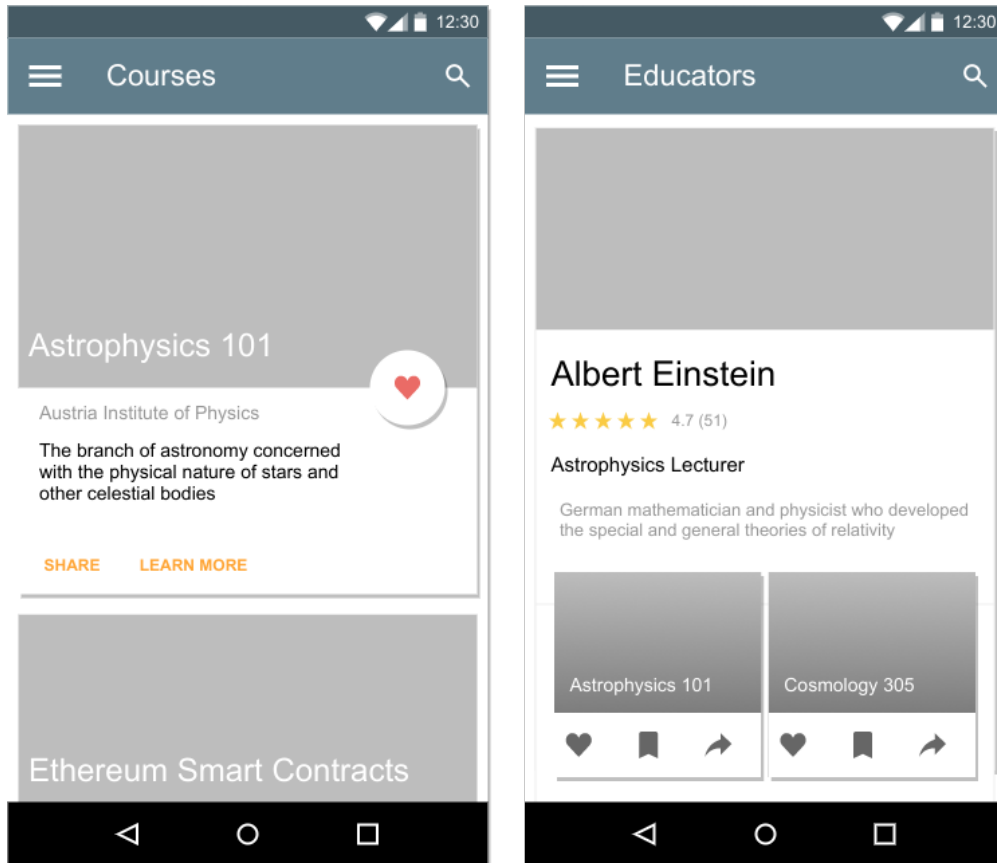 12:30
Courses
Astrophysics 101
Austria Institute of Physics
The branch of astronomy concerned
with the physical nature of stars and
other celestial bodies
SHARE LEARN MORE
Ethereum Smart Contracts
12:30
Educators
Albert Einstein
4.7 (51)
Astrophysics Lecturer
German mathematician and physicist who developed
the special and general theories of relativity
Astrophysics 101
Cosmology 305